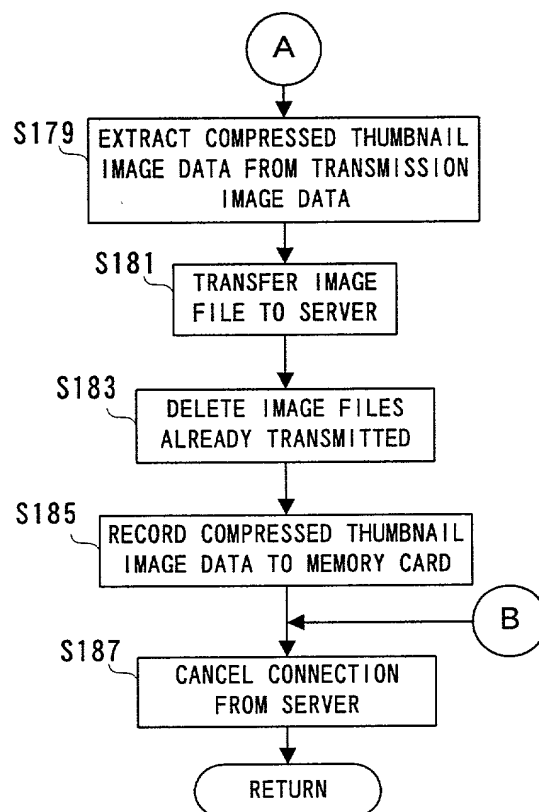 A
S179
EXTRACT COMPRESSED THUMBNAIL
IMAGE DATA FROM TRANSMISSION
IMAGE DATA
S181
TRANSFER IMAGE
FILE TO SERVER
S183
DELETE IMAGE FILES
ALREADY TRANSMITTED
S185
RECORD COMPRESSED THUMBNAIL
IMAGE DATA TO MEMORY CARD
B
S187
CANCEL CONNECTION
FROM SERVER
RETURN